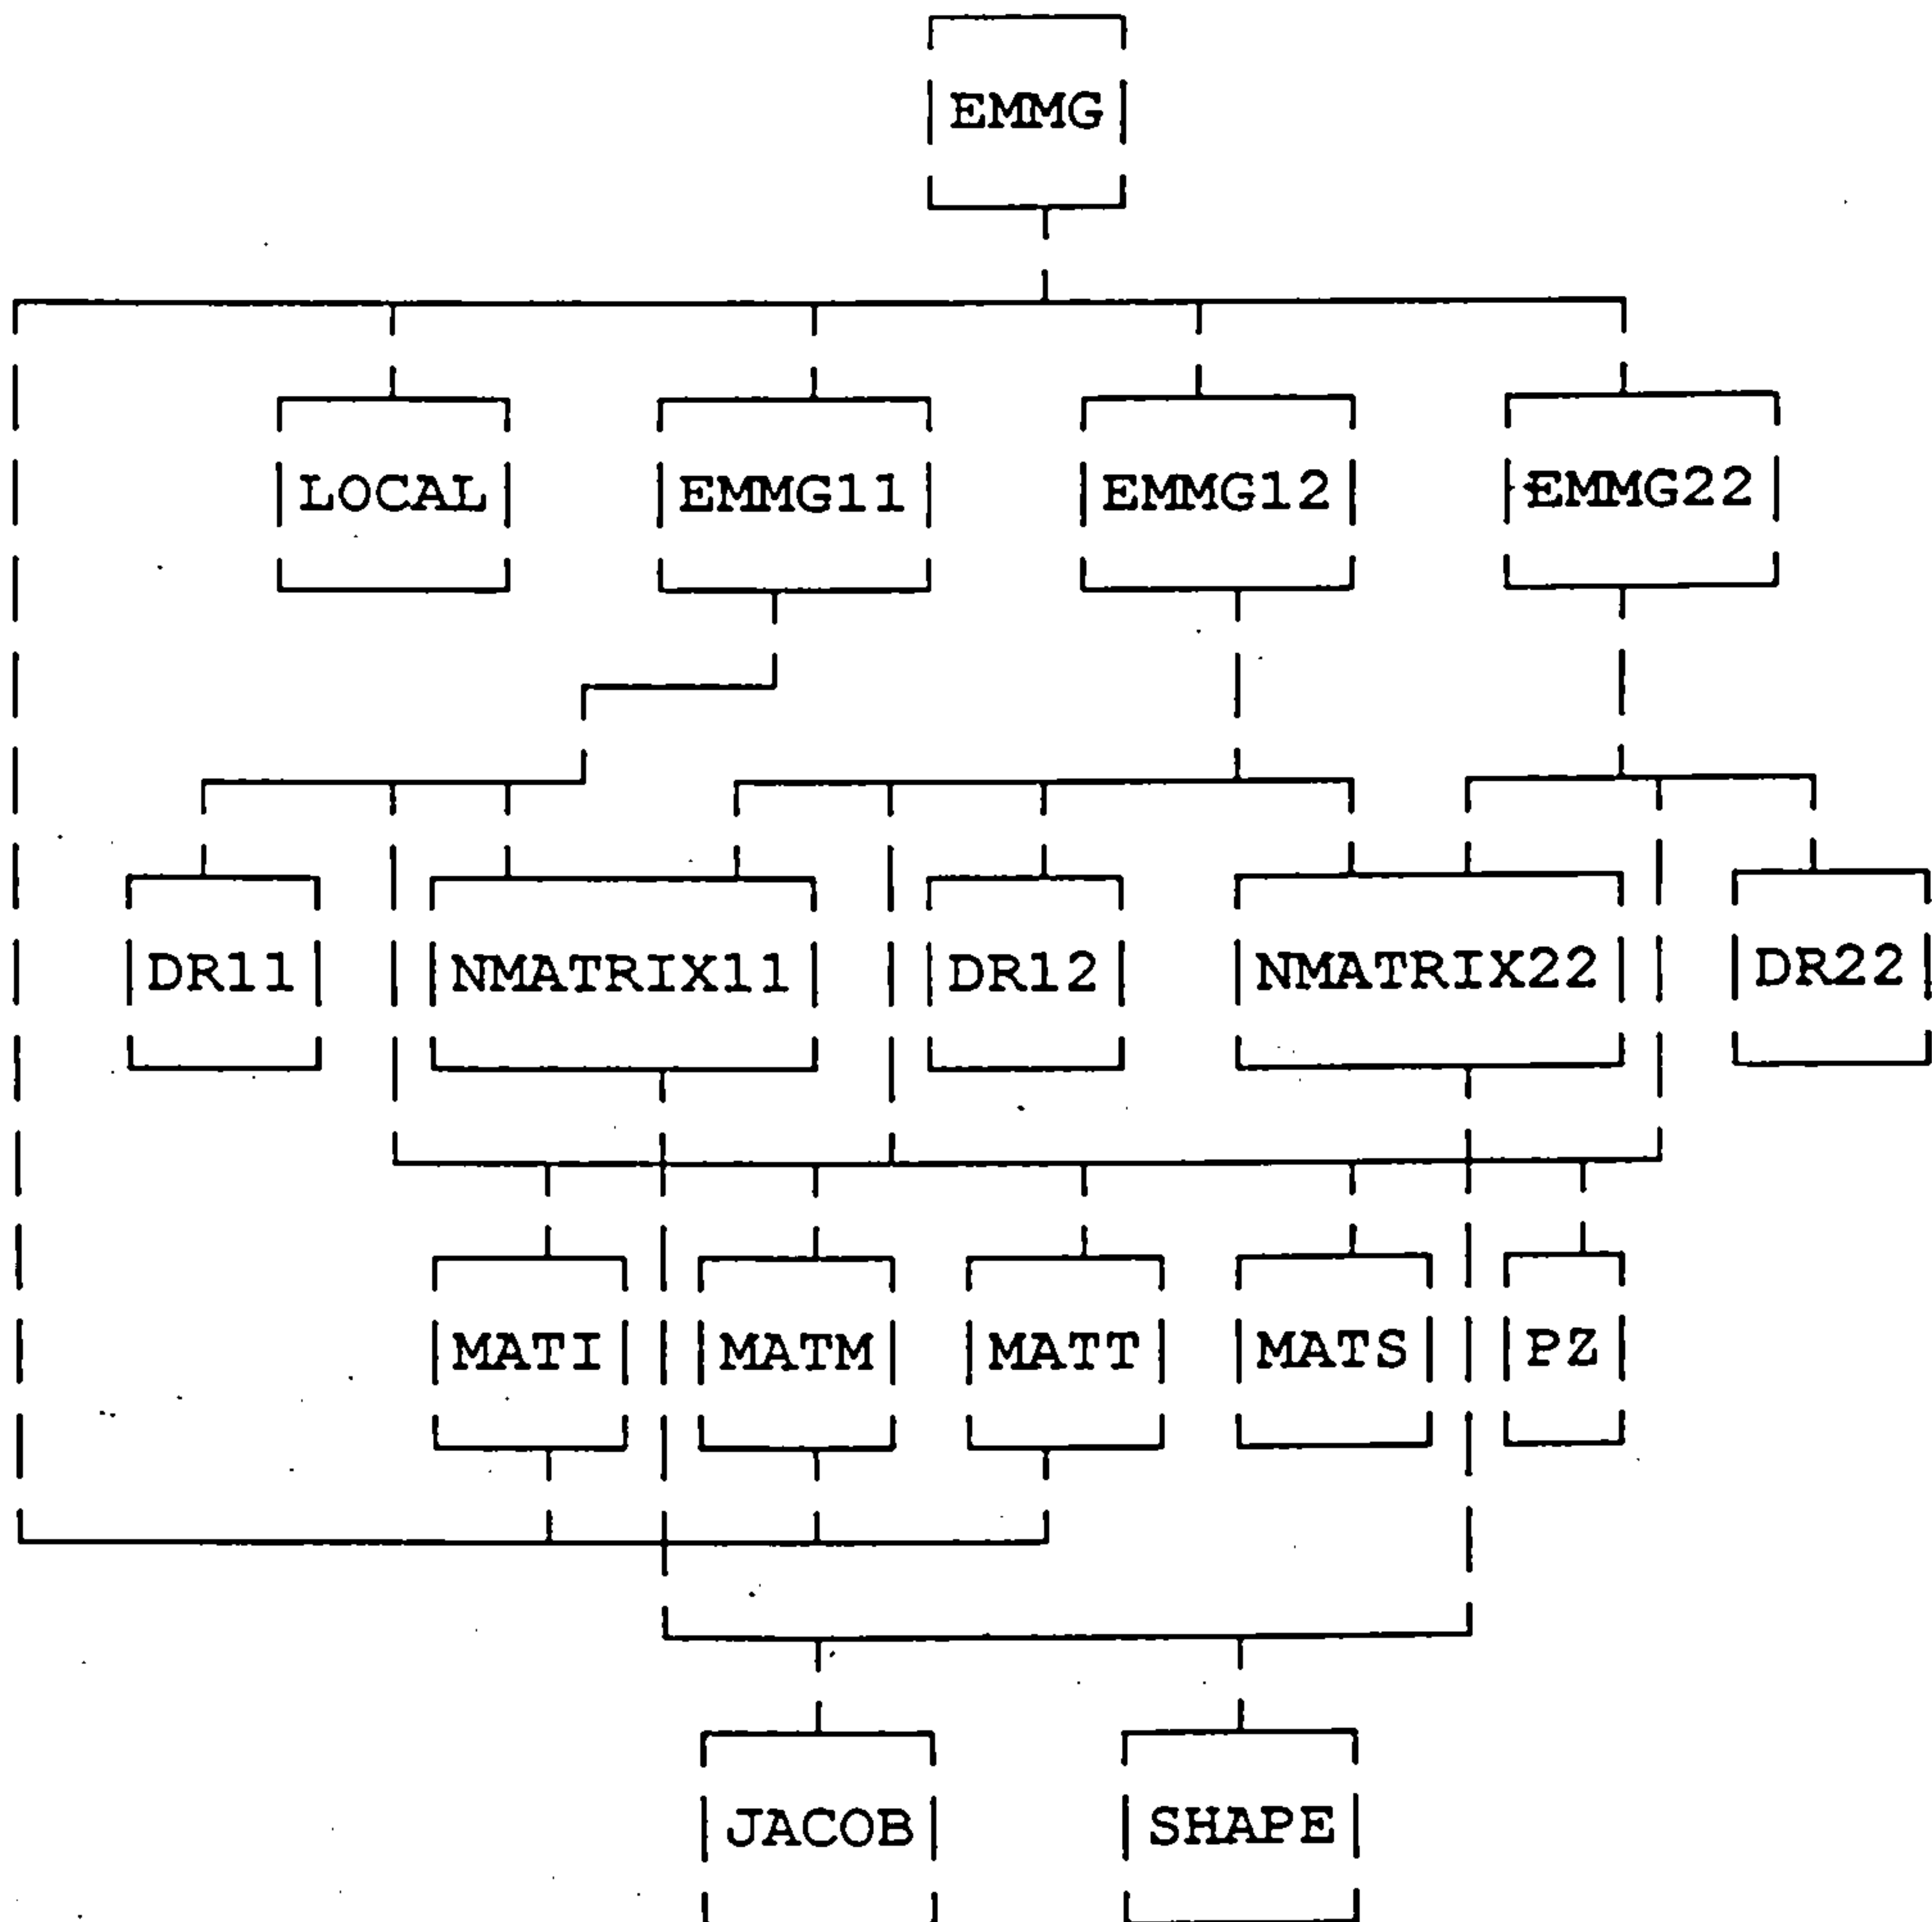 EMMG
LOCAL EMMG11 EMMG12 EMMG22
DR11 NMATRIX11 DR12 NMATRIX22 DR22
MATI MATM MATT MATS PZ
JACOB SHAPE